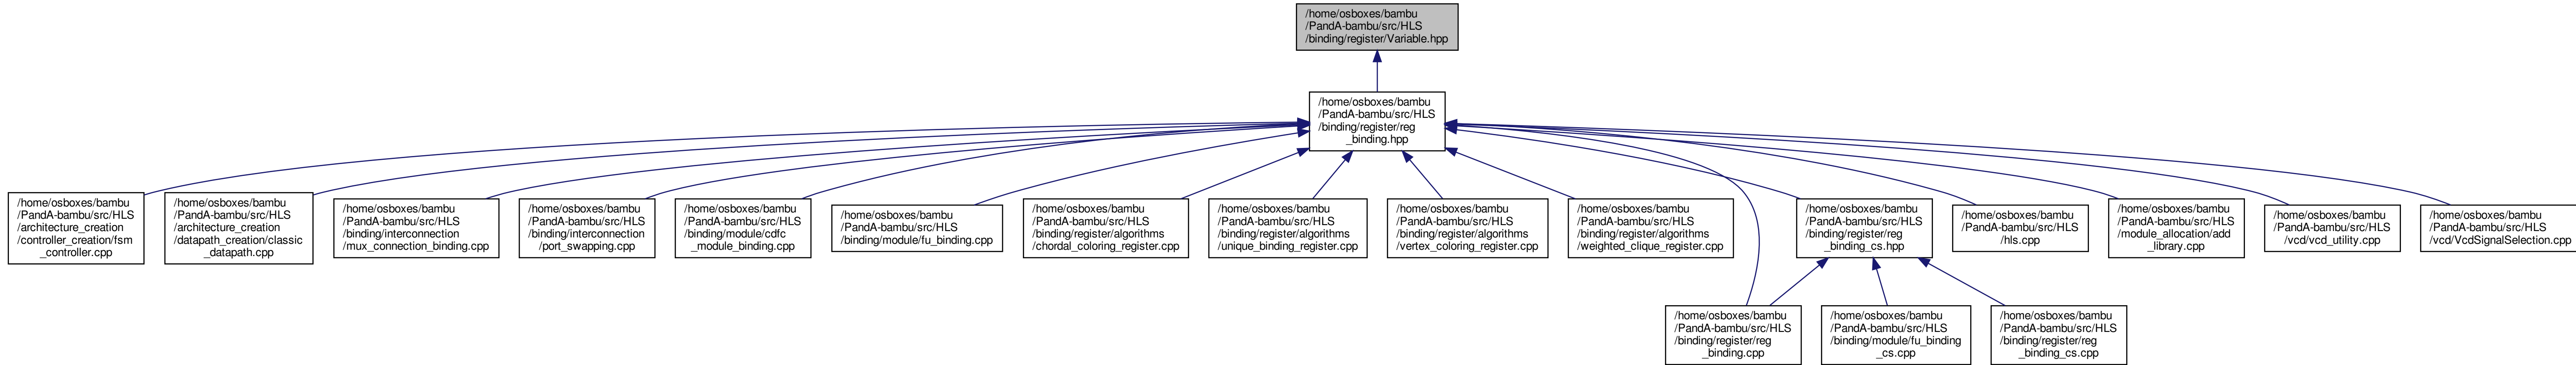 /home/osboxes/bambu
/PandA-bambu/src/HLS
/binding/register/Variable.hpp
/home/osboxes/bambu
/PandA-bambu/src/HLS
/binding/register/reg
_binding.hpp
/home/osboxes/bambu
/PandA-bambu/src/HLS
/architecture_creation
/controller_creation/fsm
_controller.cpp
/home/osboxes/bambu
/PandA-bambu/src/HLS
/architecture_creation
/datapath_creation/classic
_datapath.cpp
/home/osboxes/bambu
/PandA-bambu/src/HLS
/binding/interconnection
/mux_connection_binding.cpp
/home/osboxes/bambu
/PandA-bambu/src/HLS
/binding/interconnection
/port_swapping.cpp
/home/osboxes/bambu
/PandA-bambu/src/HLS
/binding/module/cdfc
_module_binding.cpp
/home/osboxes/bambu
/PandA-bambu/src/HLS
/binding/module/fu_binding.cpp
/home/osboxes/bambu
/PandA-bambu/src/HLS
/binding/register/algorithms
/chordal_coloring_register.cpp
/home/osboxes/bambu
/PandA-bambu/src/HLS
/binding/register/algorithms
/unique_binding_register.cpp
/home/osboxes/bambu
/PandA-bambu/src/HLS
/binding/register/algorithms
/vertex_coloring_register.cpp
/home/osboxes/bambu
/PandA-bambu/src/HLS
/binding/register/algorithms
/weighted_clique_register.cpp
/home/osboxes/bambu
/PandA-bambu/src/HLS
/binding/register/reg
_binding_cs.hpp
/home/osboxes/bambu
/PandA-bambu/src/HLS
/hls.cpp
/home/osboxes/bambu
/PandA-bambu/src/HLS
/module_allocation/add
_library.cpp
/home/osboxes/bambu
/PandA-bambu/src/HLS
/vcd/vcd_utility.cpp
/home/osboxes/bambu
/PandA-bambu/src/HLS
/vcd/VcdSignalSelection.cpp
/home/osboxes/bambu
/PandA-bambu/src/HLS
/binding/register/reg
_binding.cpp
/home/osboxes/bambu
/PandA-bambu/src/HLS
/binding/module/fu_binding
_cs.cpp
/home/osboxes/bambu
/PandA-bambu/src/HLS
/binding/register/reg
_binding_cs.cpp